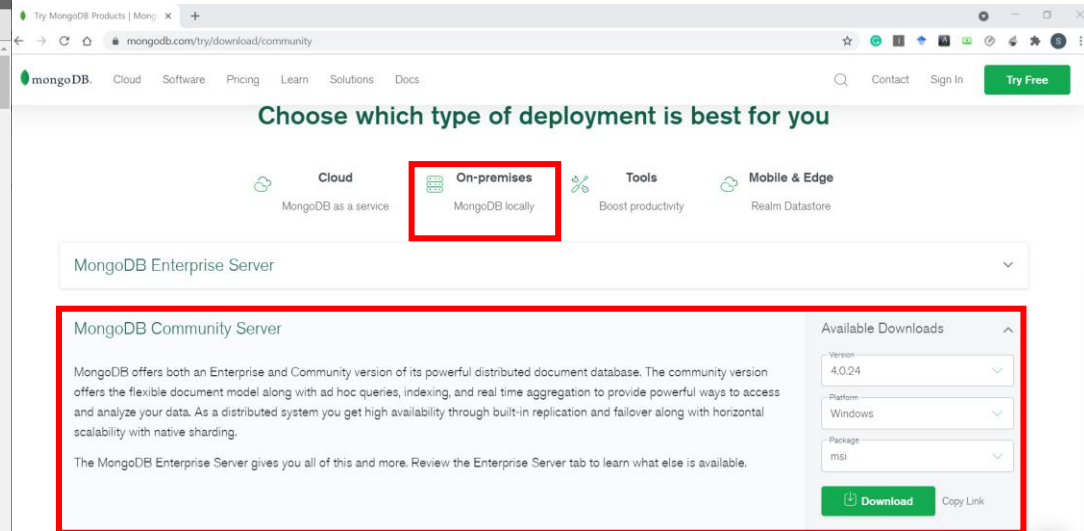 Try MongoDB Products | Mong
mongodb.com/try/download/community
mongoDB. Cloud Software Pricing Learn Solutions Docs Contact Sign In Try Free
Choose which type of deployment is best for you
Cloud On-premises Tools Mobile & Edge
MongoDB as a service MongoDB locally Boost productivity Realm Datastore
MongoDB Enterprise Server
MongoDB Community Server
MongoDB offers both an Enterprise and Community version of its powerful distributed document database. The community version
offers the flexible document model along with ad hoc queries, indexing, and real time aggregation to provide powerful ways to access
and analyze your data. As a distributed system you get high availability through built-in replication and failover along with horizontal
scalability with native sharding.
The MongoDB Enterprise Server gives you all of this and more. Review the Enterprise Server tab to learn what else is available.
Available Downloads
Version
4.0.24
Platform
Windows
Package
msi
Download Copy Link